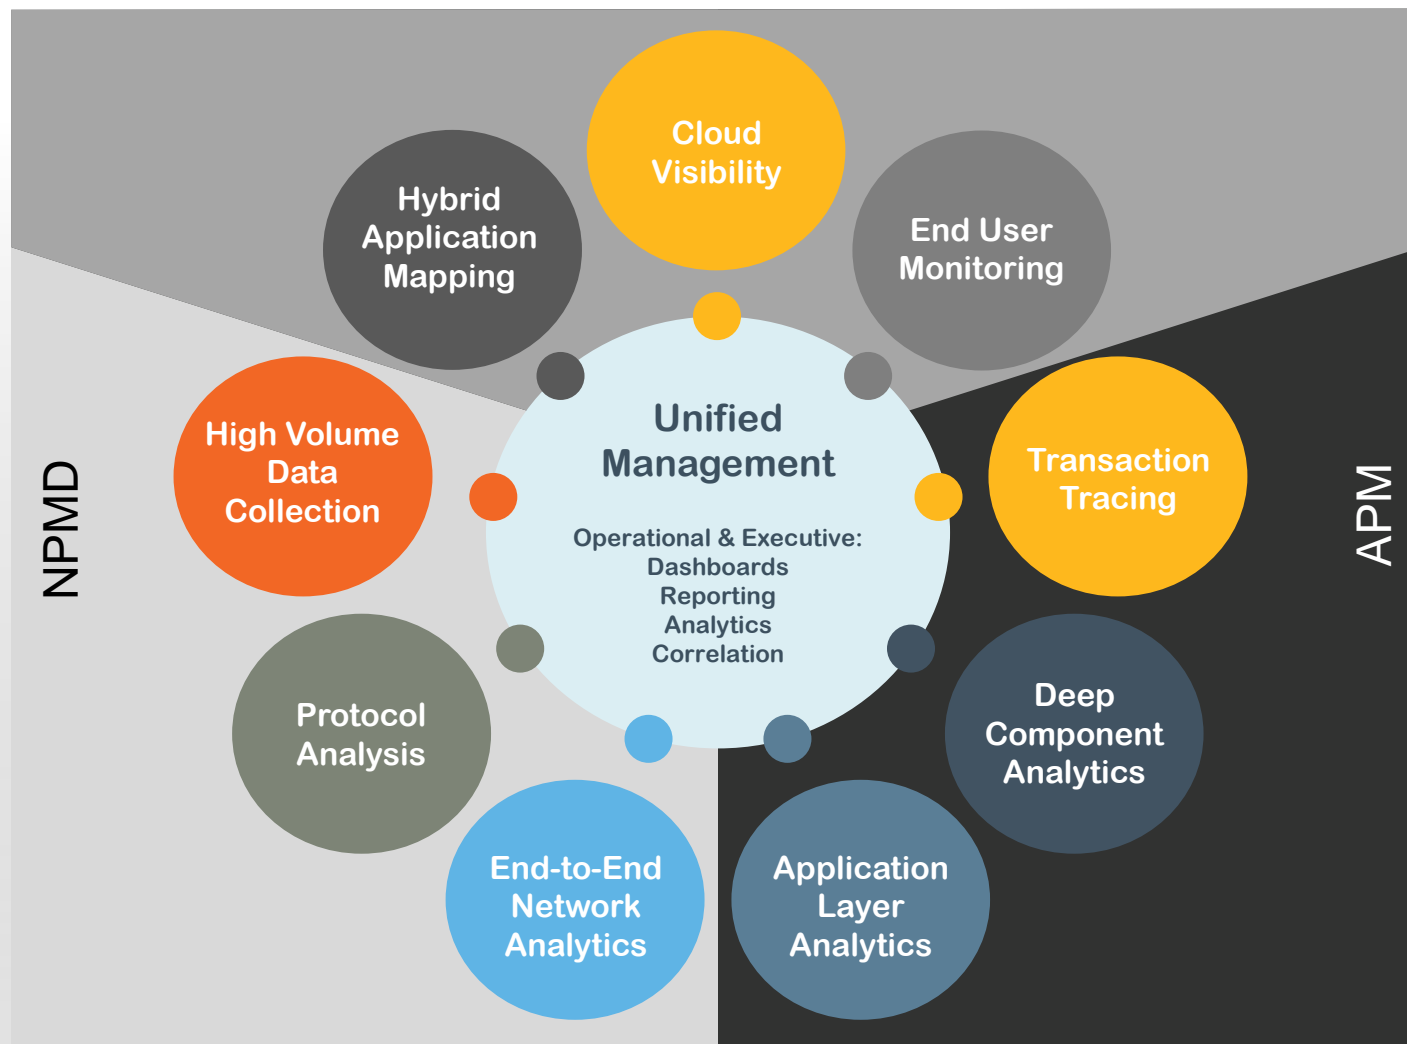 Cloud
Visibility
Hybrid
Application
Mapping
End User
Monitoring
High Volume
Data
Collection
Transaction
Tracing
Unified
Management
Operational & Executive:
Dashboards
Reporting
Analytics
Correlation
NPMD
APM
Protocol
Analysis
Deep
Component
Analytics
End-to-End
Network
Analytics
Application
Layer
Analytics